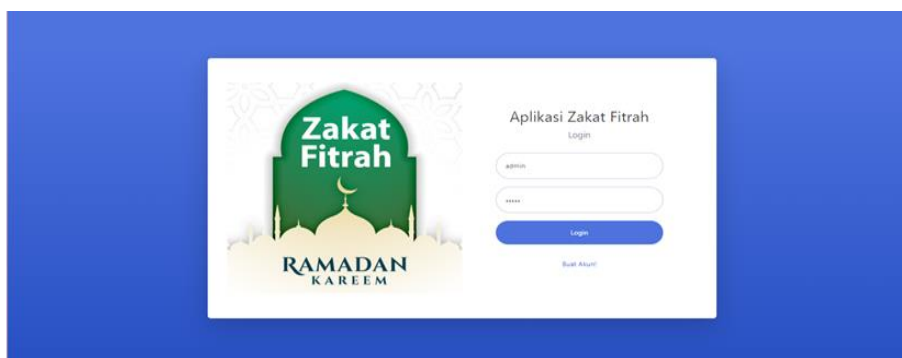 Zakat
Fitrah
RAMADAN
KAREEM
Aplikasi Zakat Fitrah
Login
admin
•••••
Login
Buat Akun!